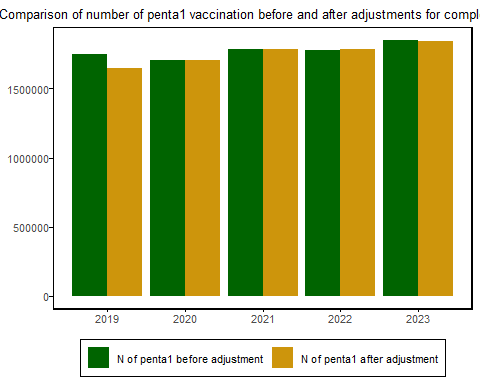 Comparison of number of penta1 vaccination before and after adjustments for compl
1500000
1000000
500000
0
2019 2020 2021 2022 2023
N of penta1 before adjustment N of penta1 after adjustment